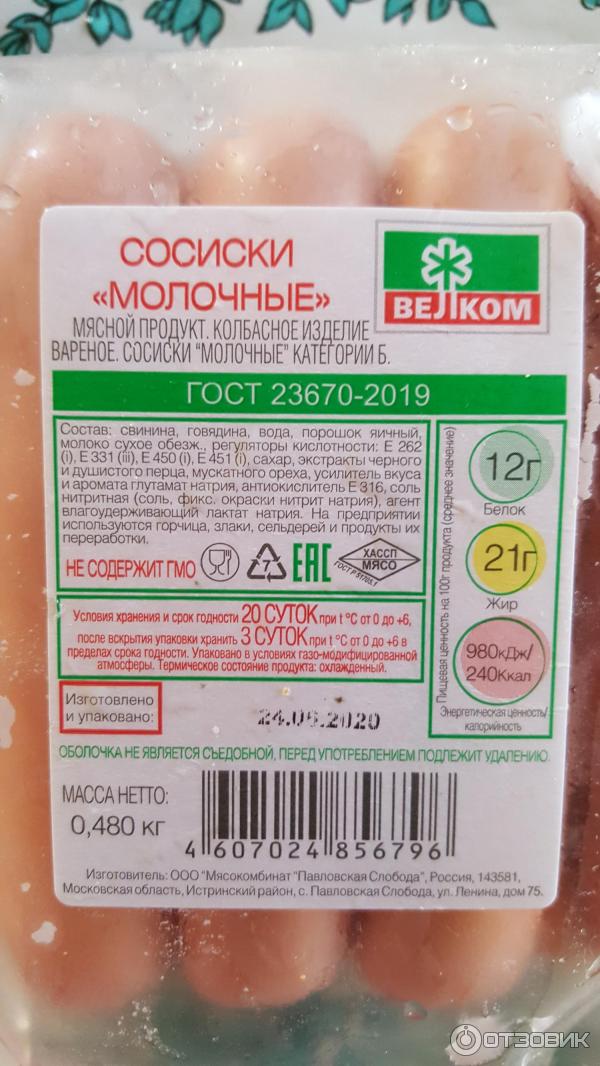 СОСИСКИ
«МОЛОЧНЫЕ»
ВЕЛКОМ
МЯСНОЙ ПРОДУКТ. КОЛБАСНОЕ ИЗДЕЛИЕ
ВАРЕНОЕ. СОСИСКИ "МОЛОЧНЫЕ" КАТЕГОРИИ Б.
ГОСТ 23670-2019
Состав: свинина, говядина, вода, порошок яичный,
молоко сухое обезж., регуляторы кислотности: Е 262
(i), Е 331 (iii), Е 450 (i), Е 451 (i), сахар, экстракты черного
и душистого перца, мускатного ореха, усилитель вкуса
и аромата глутамат натрия, антиокислитель Е 316, соль
нитритная (соль, фикс. окраски нитрит натрия), агент
влагоудерживающий лактат натрия. На предприятии
используются горчица, злаки, сельдерей и продукты их
переработки.
НЕ СОДЕРЖИТ ГМО
7
ЕАС
ХАССП
МЯСО
ГОСТ Р 51705.1
Пищевая ценность на 100г продукта (среднее значение)
12г
Белок
21г
Жир
980кДж/
240Ккал
Энергетическая ценность/
калорийность
Условия хранения и срок годности 20 СУТОК при t °С от 0 до +6,
после вскрытия упаковки хранить 3 СУТОК при t °С от 0 до +6 в
пределах срока годности. Упаковано в условиях газо-модифицированной
атмосферы. Термическое состояние продукта: охлажденный.
Изготовлено
и упаковано:
24.05.2020
ОБОЛОЧКА НЕ ЯВЛЯЕТСЯ СЪЕДОБНОЙ, ПЕРЕД УПОТРЕБЛЕНИЕМ ПОДЛЕЖИТ УДАЛЕНИЮ.
МАССА НЕТТО:
0,480 кг
4 607024 856796
Изготовитель: ООО "Мясокомбинат "Павловская Слобода", Россия, 143581,
Московская область, Истринский район, с. Павловская Слобода, ул. Ленина, дом 75.
ОТЗОВИК